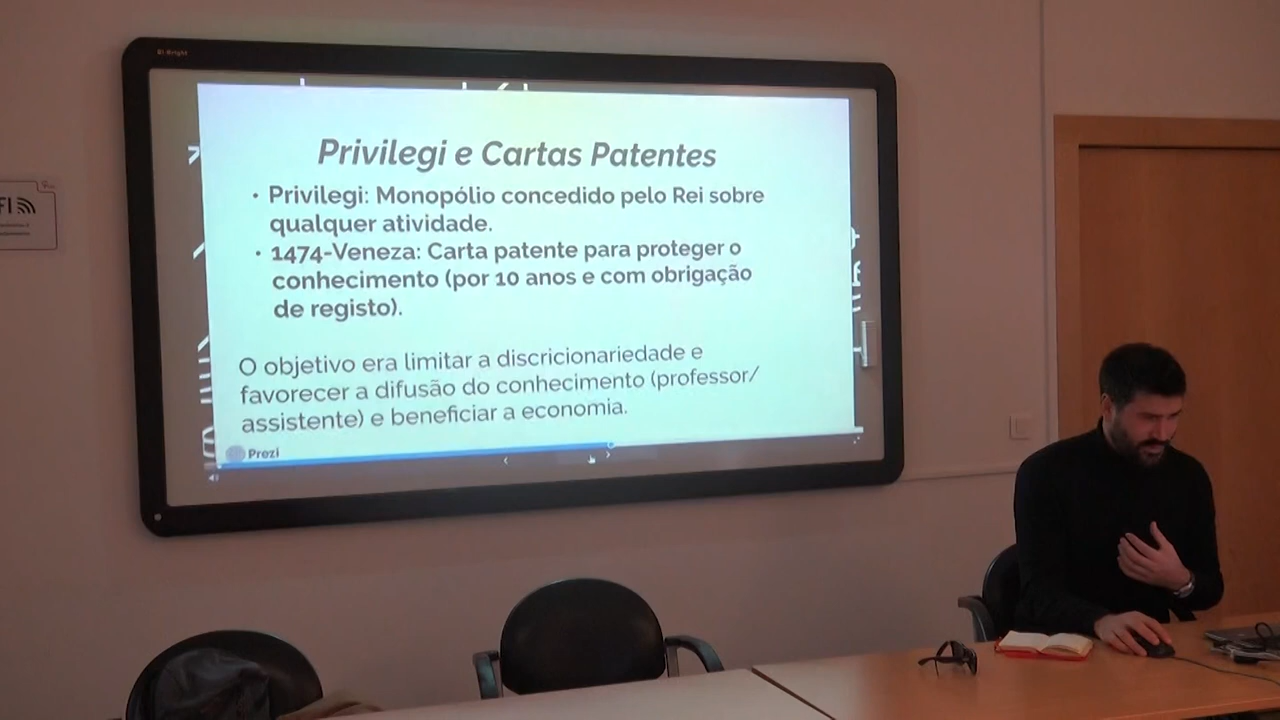 Privilegi e Cartas Patentes
• Privilegi: Monopólio concedido pelo Rei sobre
qualquer atividade.
• 1474-Veneza: Carta patente para proteger o
conhecimento (por 10 anos e com obrigação
de registo).
O objetivo era limitar a discricionariedade e
favorecer a difusão do conhecimento (professor/
assistente) e beneficiar a economia.
Prezi
FI